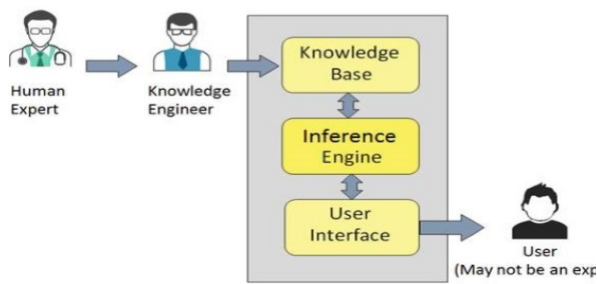 Human
Expert
Knowledge
Engineer
Knowledge
Base
Inference
Engine
User
Interface
User
(May not be an exp